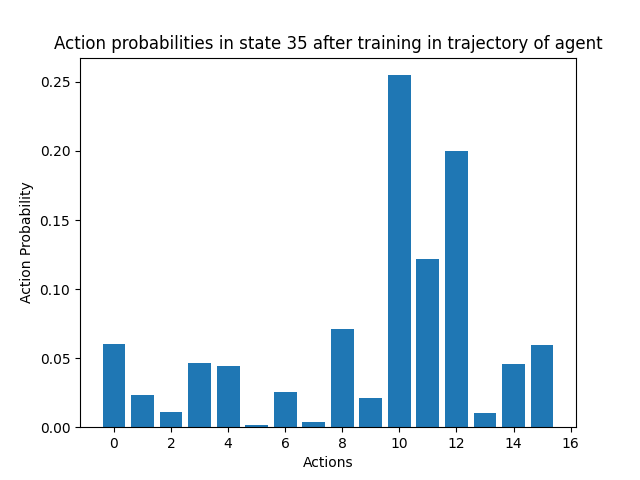 Action probabilities in state 35 after training in trajectory of agent
0.25
0.20
0.15
0.10
0.05
0.00
Action Probability
0 2 4 6 8 10 12 14 16
Actions